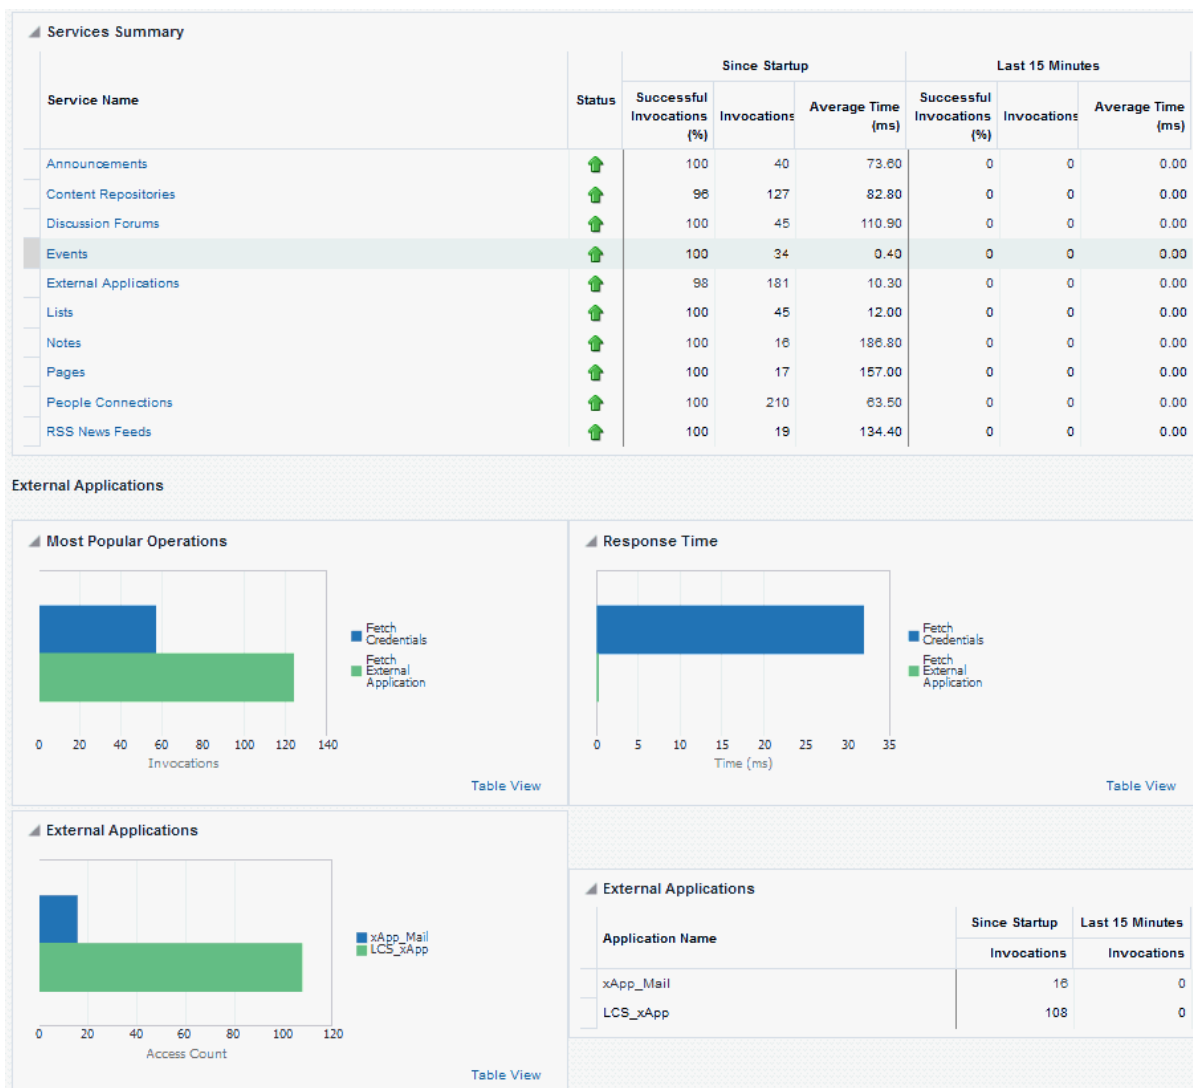 Services Summary
Since Startup Last 15 Minutes
Service Name Status Successful Invocations (%) Invocations Average Time (ms) Successful Invocations (%) Invocations Average Time (ms)
Announcements 100 40 73.60 0 0 0.00
Content Repositories 96 127 82.80 0 0 0.00
Discussion Forums 100 45 110.90 0 0 0.00
Events 100 34 0.40 0 0 0.00
External Applications 98 181 10.30 0 0 0.00
Lists 100 45 12.00 0 0 0.00
Notes 100 16 186.80 0 0 0.00
Pages 100 17 157.00 0 0 0.00
People Connections 100 210 63.50 0 0 0.00
RSS News Feeds 100 19 134.40 0 0 0.00
External Applications
Most Popular Operations
Fetch
Credentials
Fetch
External
Application
0 20 40 60 80 100 120 140
Invocations
Table View
Response Time
Fetch
Credentials
Fetch
External
Application
0 5 10 15 20 25 30 35
Time (ms)
Table View
External Applications
xApp_Mail
LCS_xApp
0 20 40 60 80 100 120
Access Count
Table View
External Applications
Application Name Since Startup Last 15 Minutes
Invocations Invocations
xApp_Mail 16 0
LCS_xApp 108 0